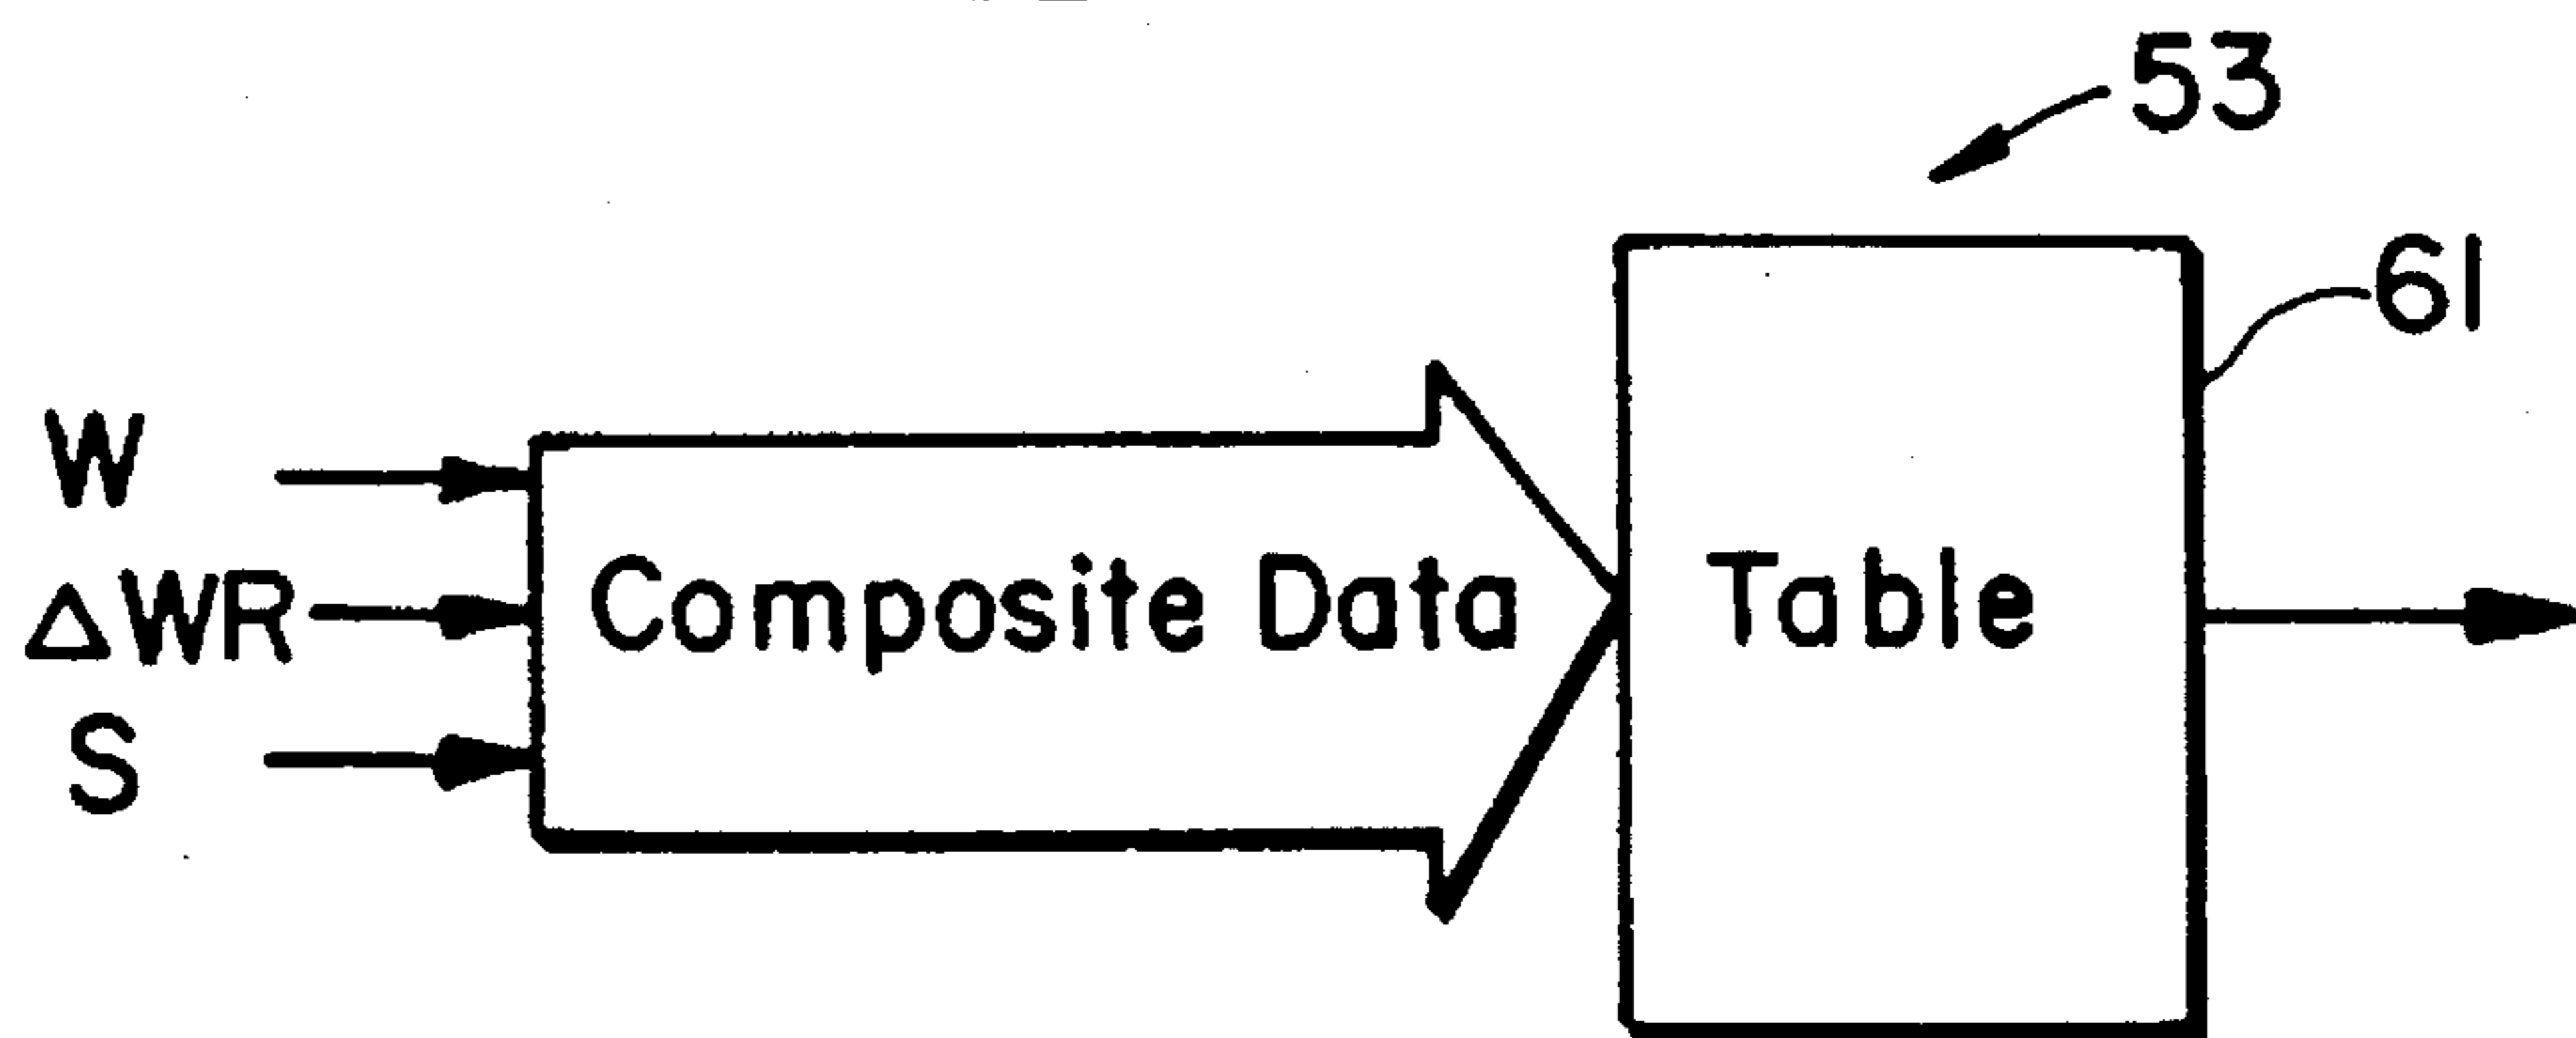 53
61
W
ΔWR
S
Composite Data
Table